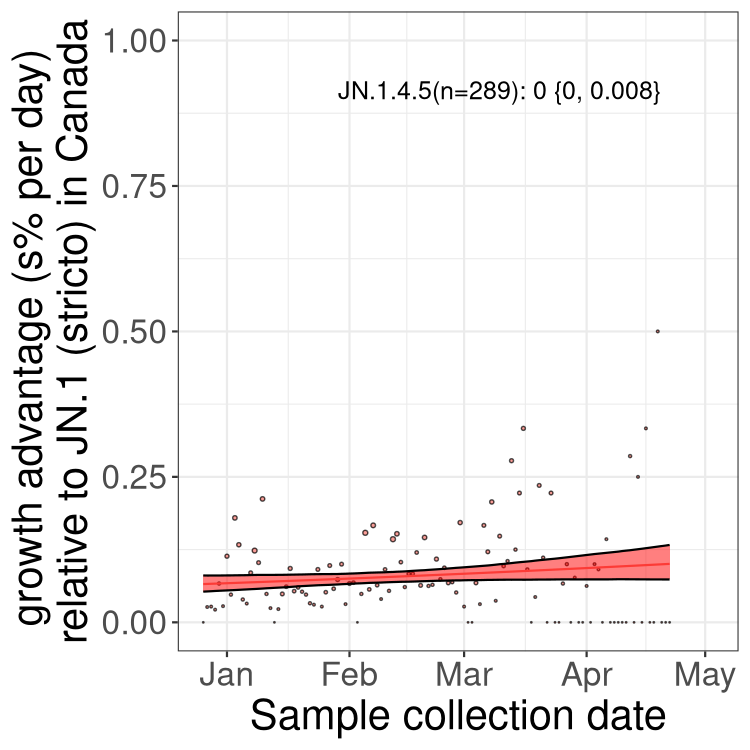 growth advantage (s% per day)
relative to JN.1 (stricto) in Canada
1.00
0.75
0.50
0.25
0.00
JN.1.4.5(n=289): 0 {0, 0.008}
Jan Feb Mar Apr May
Sample collection date